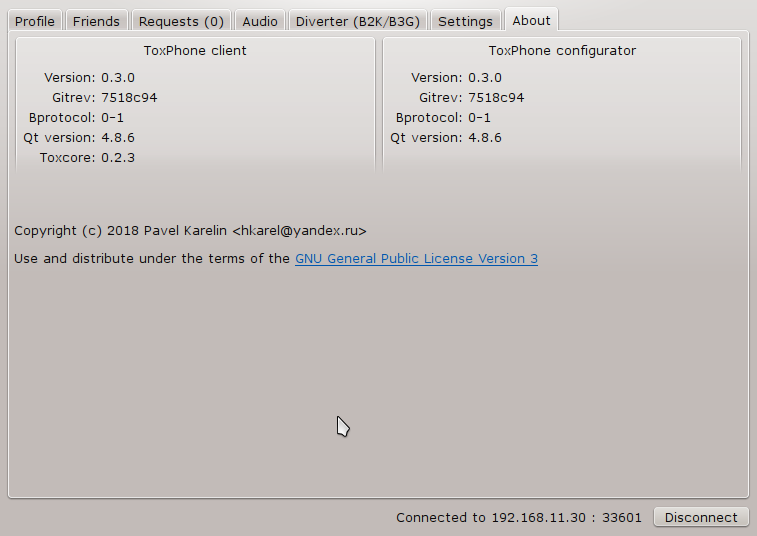 Profile Friends Requests (0) Audio Diverter (B2K/B3G) Settings About
ToxPhone client
Version: 0.3.0
Gitrev: 7518c94
Bprotocol: 0-1
Qt version: 4.8.6
Toxcore: 0.2.3
ToxPhone configurator
Version: 0.3.0
Gitrev: 7518c94
Bprotocol: 0-1
Qt version: 4.8.6
Copyright (c) 2018 Pavel Karelin <hkarel@yandex.ru>
Use and distribute under the terms of the GNU General Public License Version 3
Connected to 192.168.11.30 : 33601 Disconnect